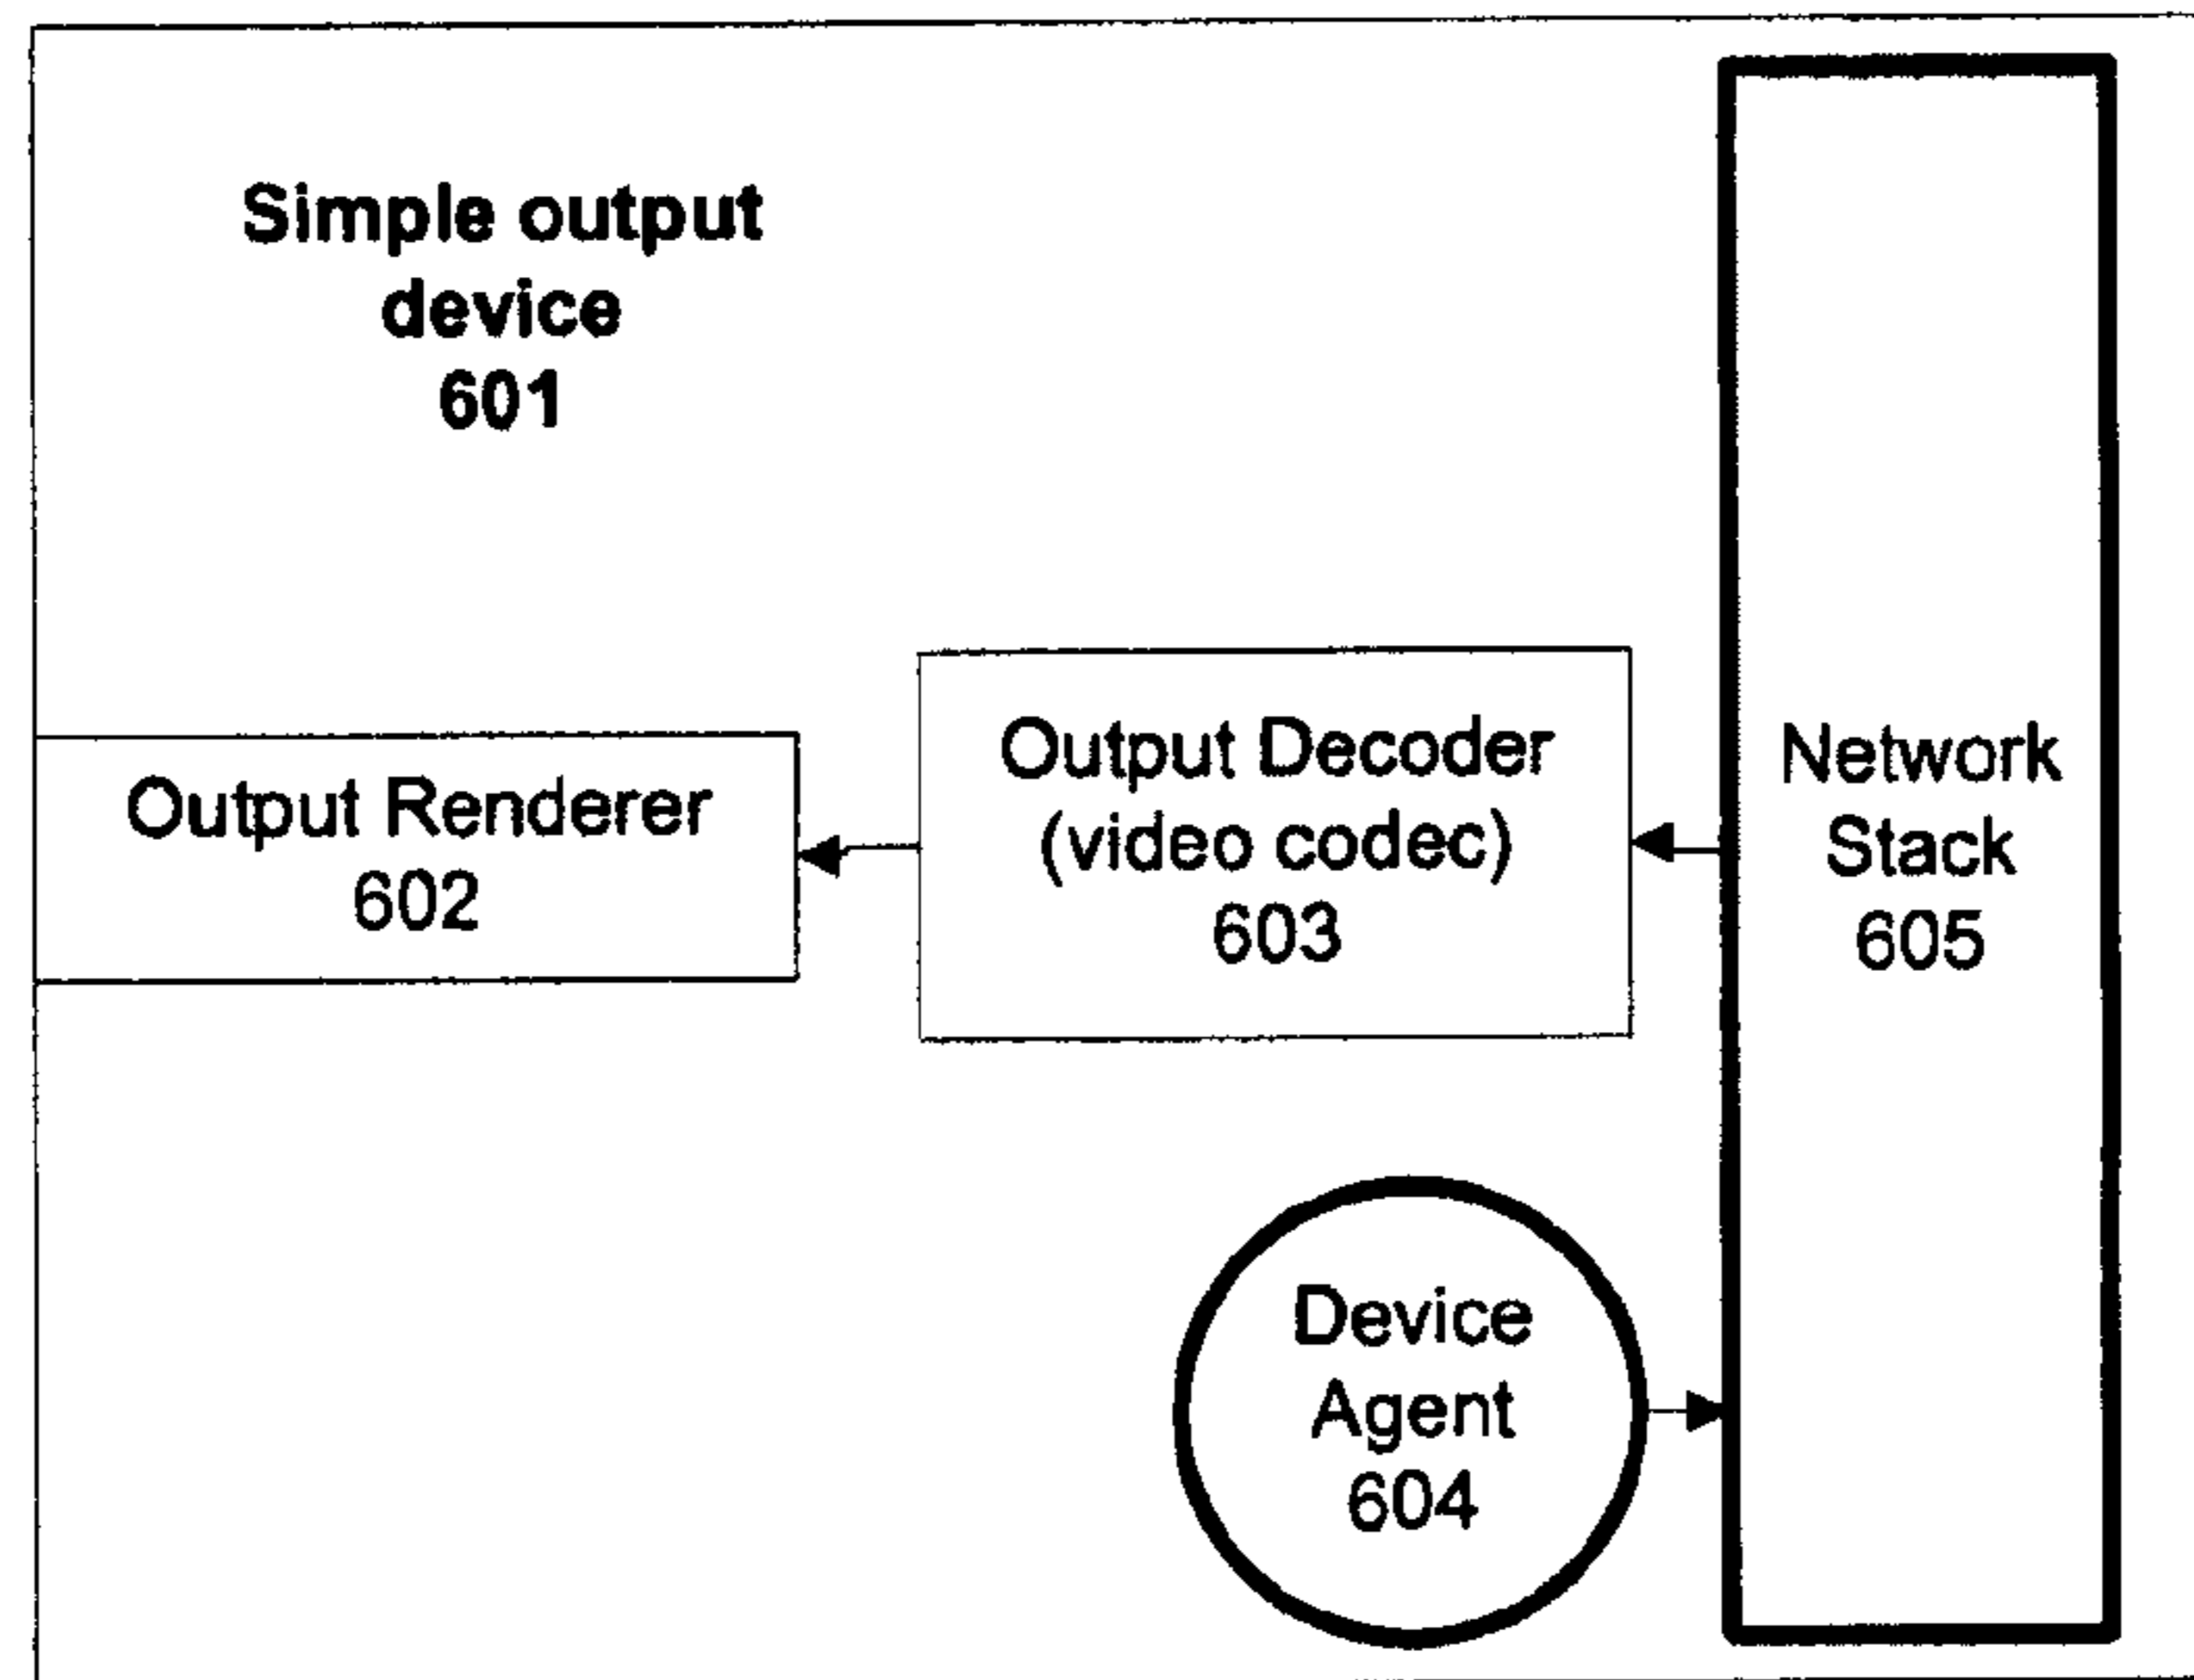 Simple output
device
601
Output Renderer
602
Output Decoder
(video codec)
603
Network
Stack
605
Device
Agent
604